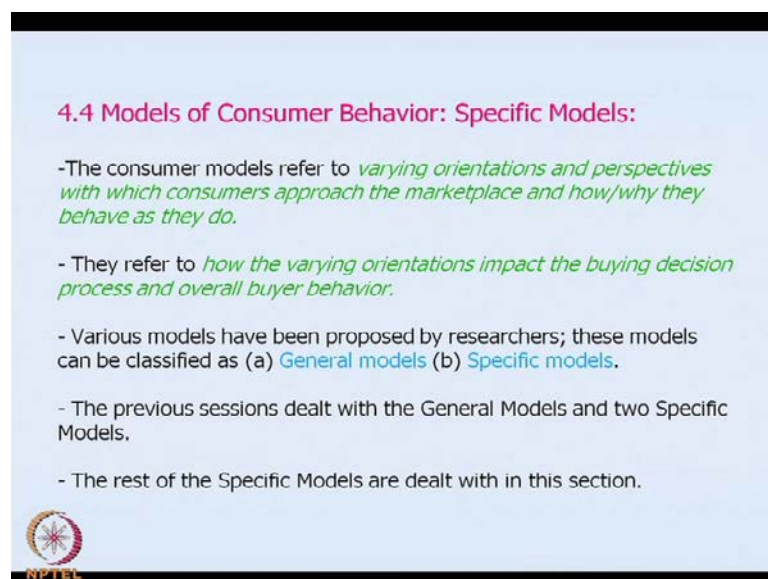 4.4 Models of Consumer Behavior: Specific Models:
-The consumer models refer to varying orientations and perspectives
with which consumers approach the marketplace and how/why they
behave as they do.
- They refer to how the varying orientations impact the buying decision
process and overall buyer behavior.
- Various models have been proposed by researchers; these models
can be classified as (a) General models (b) Specific models.
- The previous sessions dealt with the General Models and two Specific
Models.
- The rest of the Specific Models are dealt with in this section.
NPTEL